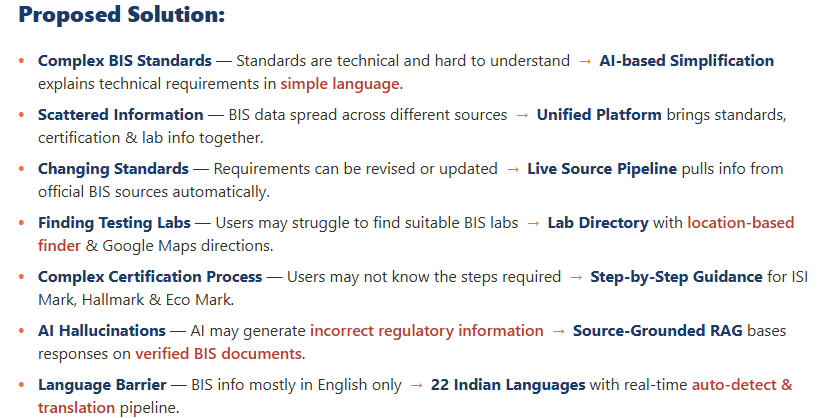 Proposed Solution:
• Complex BIS Standards — Standards are technical and hard to understand → AI-based Simplification
explains technical requirements in simple language.
• Scattered Information — BIS data spread across different sources → Unified Platform brings standards,
certification & lab info together.
• Changing Standards — Requirements can be revised or updated → Live Source Pipeline pulls info from
official BIS sources automatically.
• Finding Testing Labs — Users may struggle to find suitable BIS labs → Lab Directory with location-based
finder & Google Maps directions.
• Complex Certification Process — Users may not know the steps required → Step-by-Step Guidance for ISI
Mark, Hallmark & Eco Mark.
• AI Hallucinations — AI may generate incorrect regulatory information → Source-Grounded RAG bases
responses on verified BIS documents.
• Language Barrier — BIS info mostly in English only → 22 Indian Languages with real-time auto-detect &
translation pipeline.